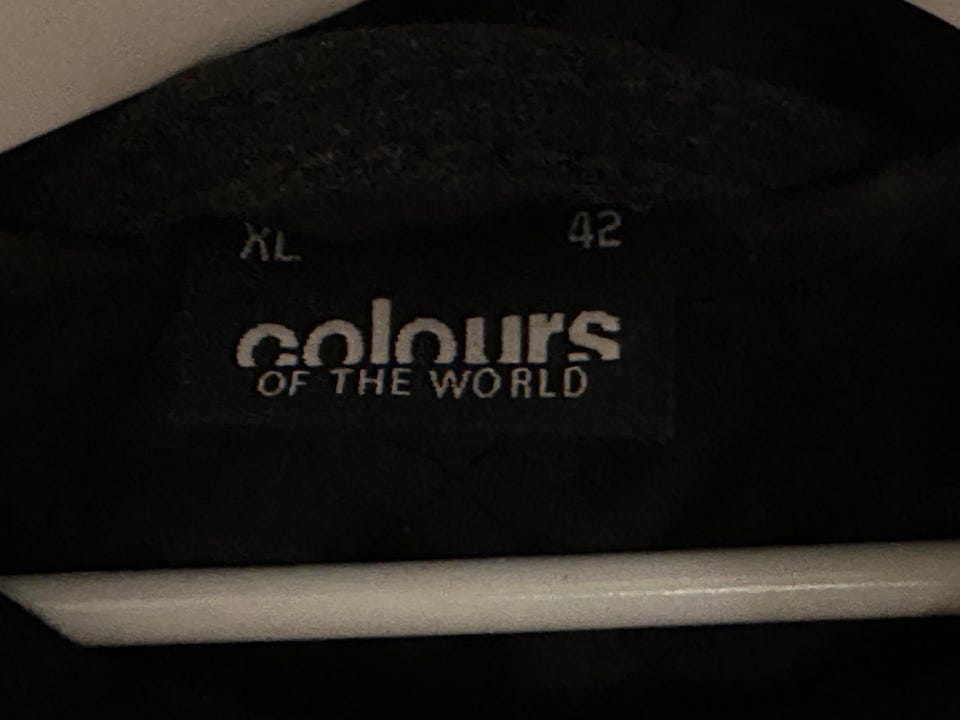 XL 42
colours
OF THE WORLD